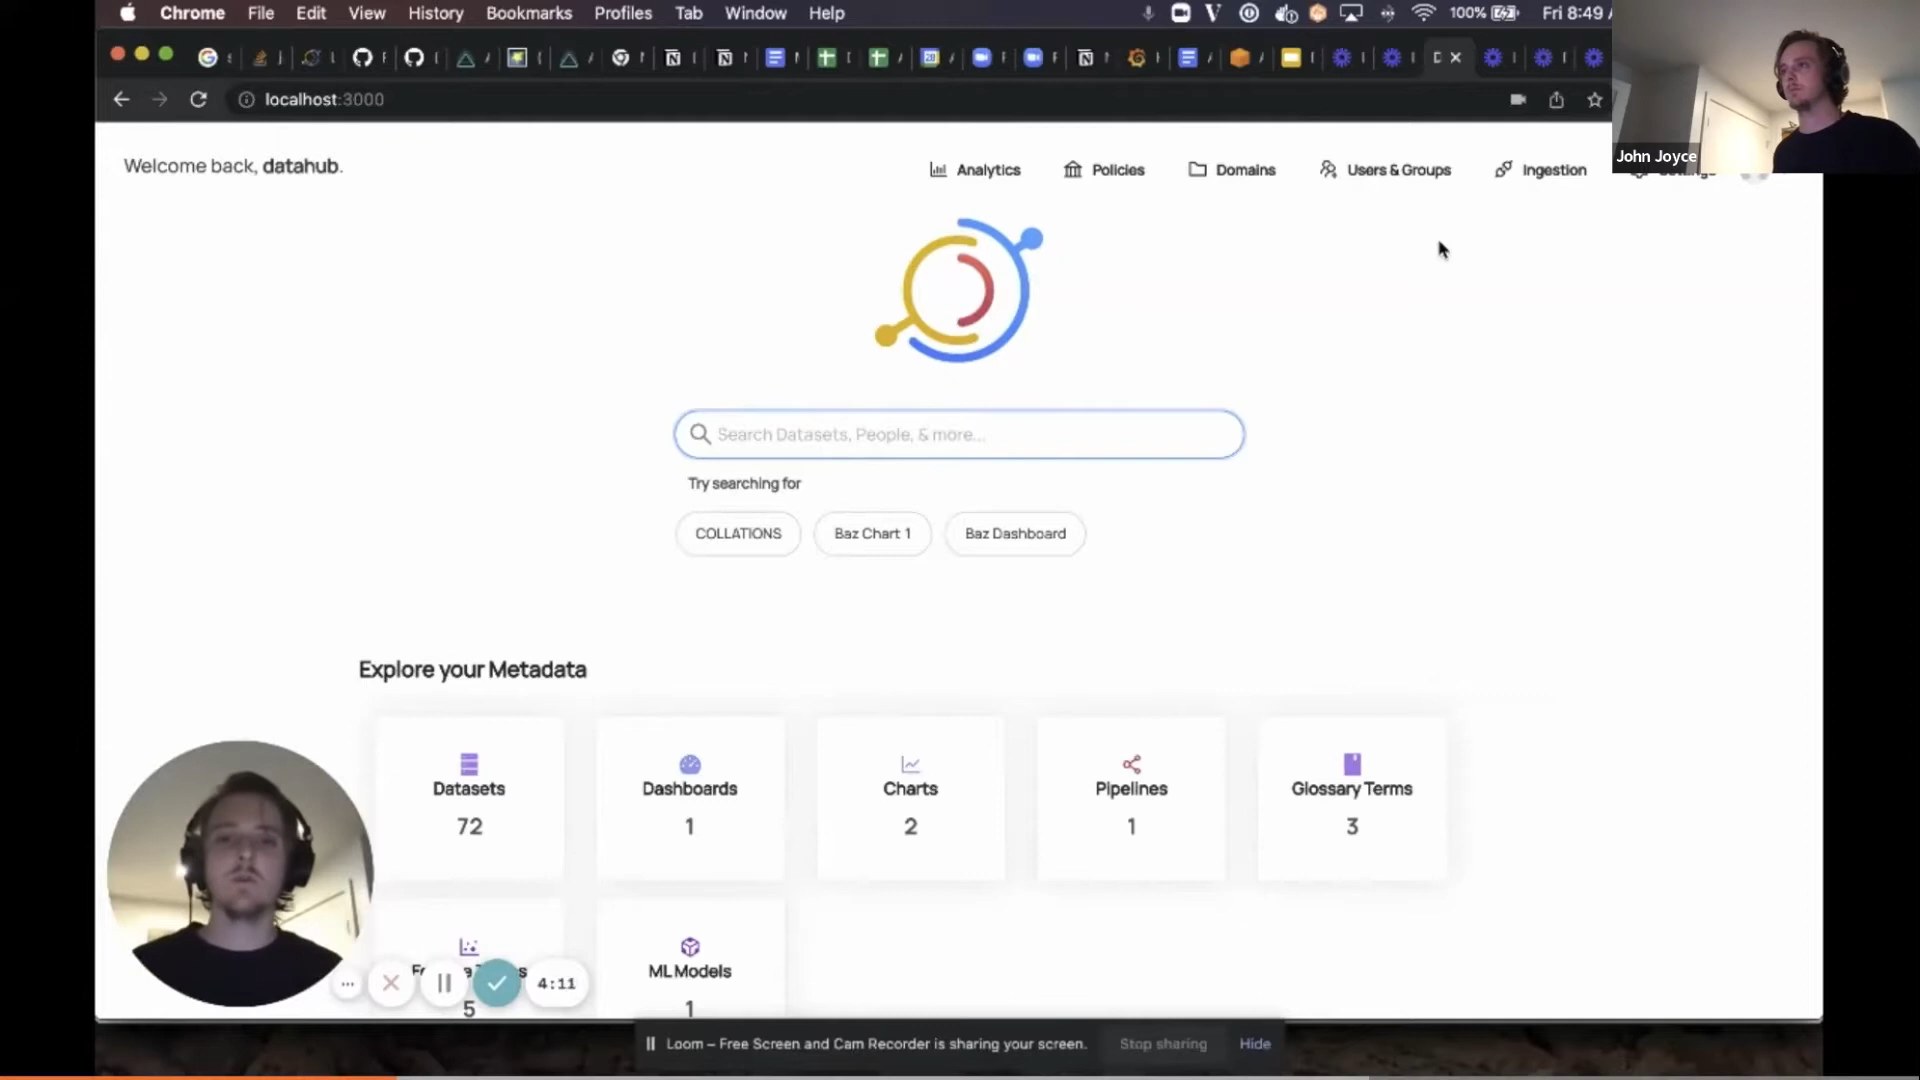 Chrome File Edit View History Bookmarks Profiles Tab Window Help 100% Fri 8:49
localhost:3000
John Joyce
Welcome back, datahub.
Analytics Policies Domains Users & Groups Ingestion
Search Datasets, People, & more...
Try searching for
COLLATIONS Baz Chart 1 Baz Dashboard
Explore your Metadata
Datasets Dashboards Charts Pipelines Glossary Terms
72 1 2 1 3
ML Models
5 1
4:11
Loom – Free Screen and Cam Recorder is sharing your screen. Stop sharing Hide